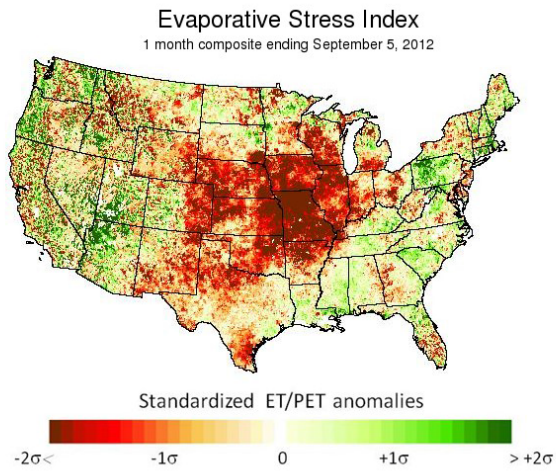 Evaporative Stress Index
1 month composite ending September 5, 2012
Standardized ET/PET anomalies
-2σ< -1σ 0 +1σ > +2σ